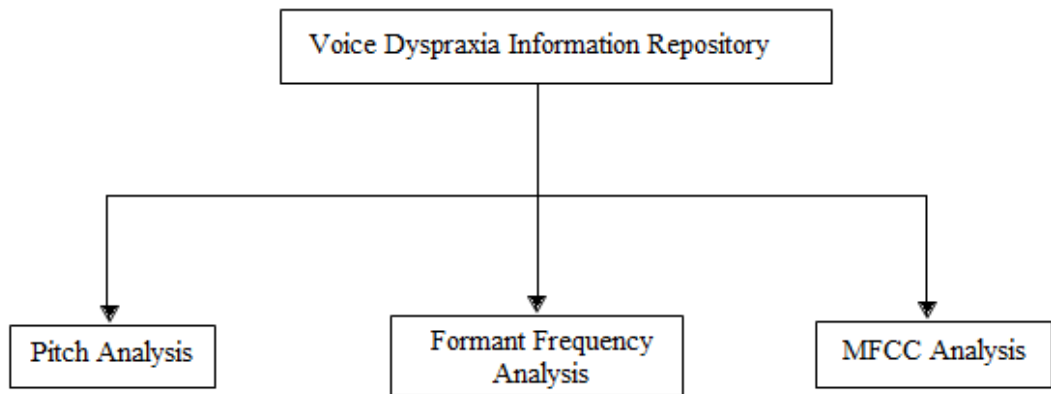 Voice Dyspraxia Information Repository
Pitch Analysis
Formant Frequency
Analysis
MFCC Analysis